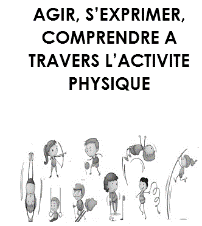 AGIR, S’EXPRIMER,
COMPRENDRE A
TRAVERS L’ACTIVITE
PHYSIQUE